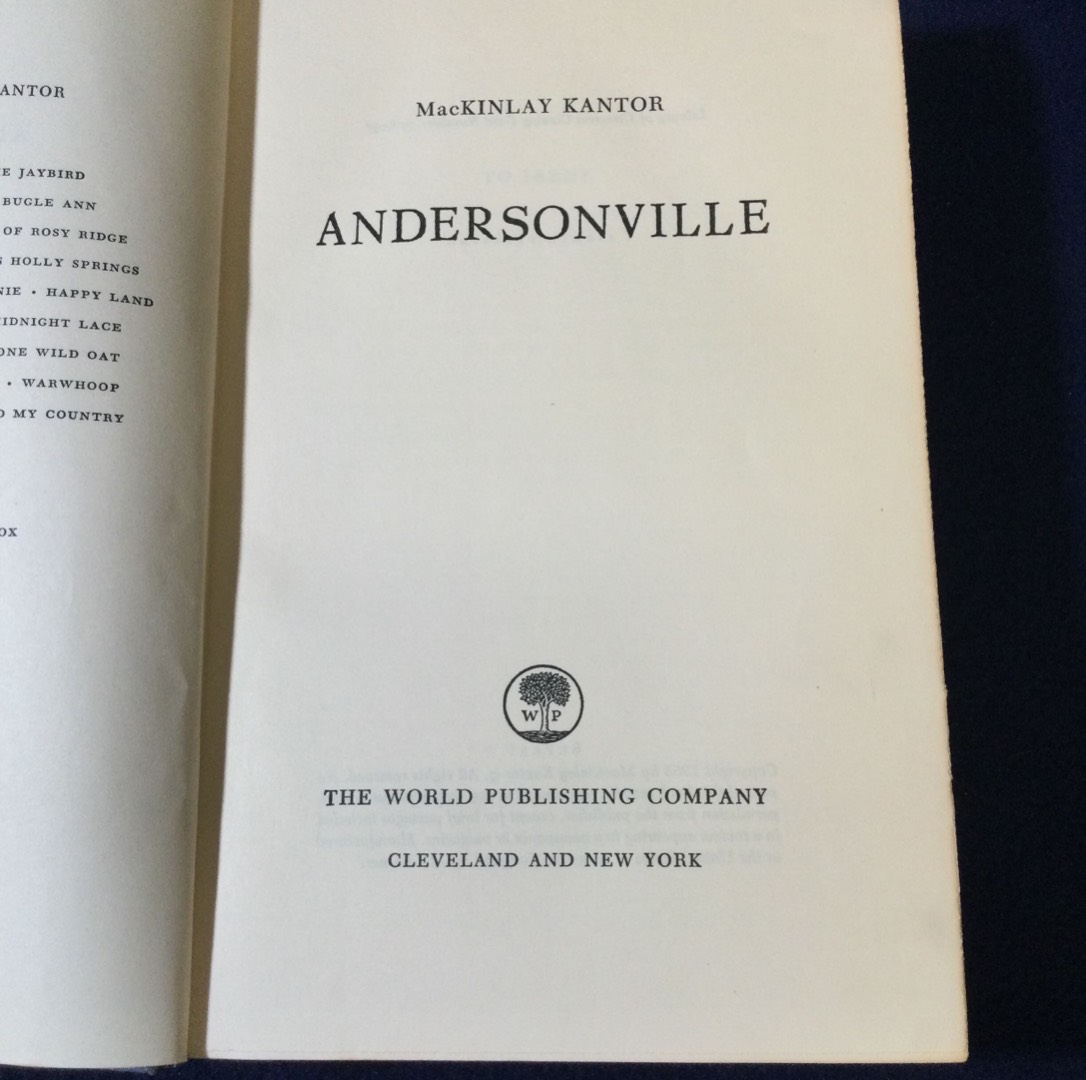 ANTOR
E JAYBIRD
BUGLE ANN
OF ROSY RIDGE
HOLLY SPRINGS
NIE • HAPPY LAND
IDNIGHT LACE
ONE WILD OAT
• WARWHOOP
MY COUNTRY
OX
MacKINLAY KANTOR
ANDERSONVILLE
W P
THE WORLD PUBLISHING COMPANY
CLEVELAND AND NEW YORK